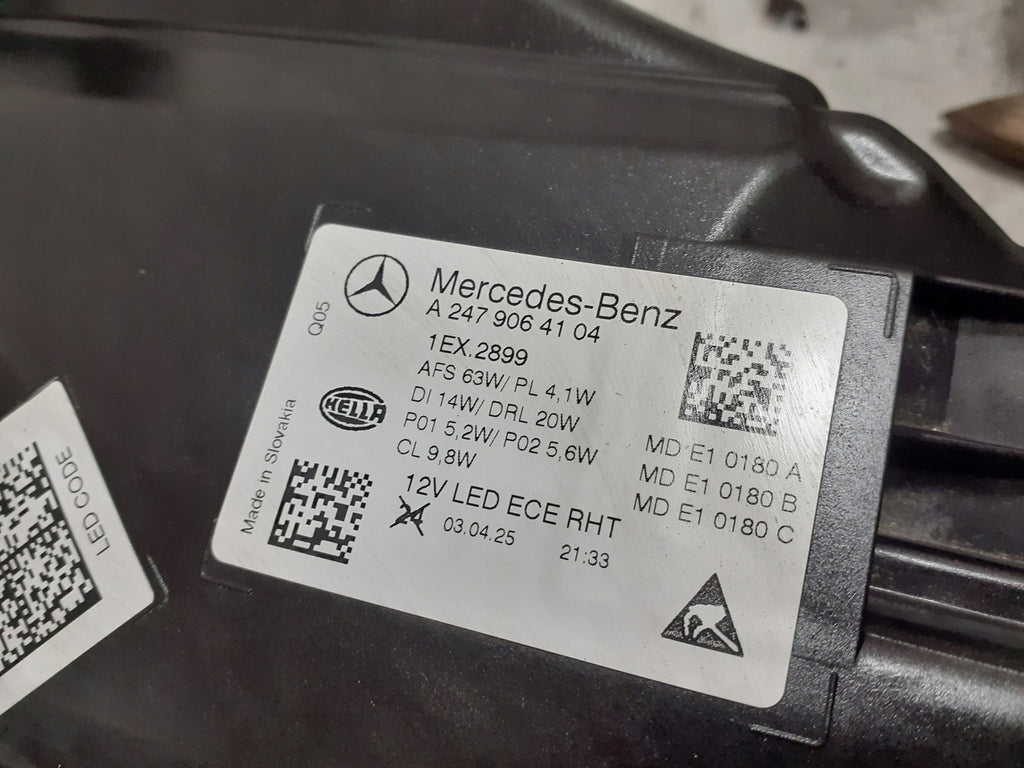 Mercedes-Benz
A 247 906 41 04
1EX.2899
AFS 63W/ PL 4,1W
DI 14W/ DRL 20W
P01 5,2W/ P02 5,6W
CL 9,8W
12V LED ECE RHT
24 03.04.25 21:33
MD E1 0180 A
MD E1 0180 B
MD E1 0180 C
Q05
HELLA
Made in Slovakia
LED CODE